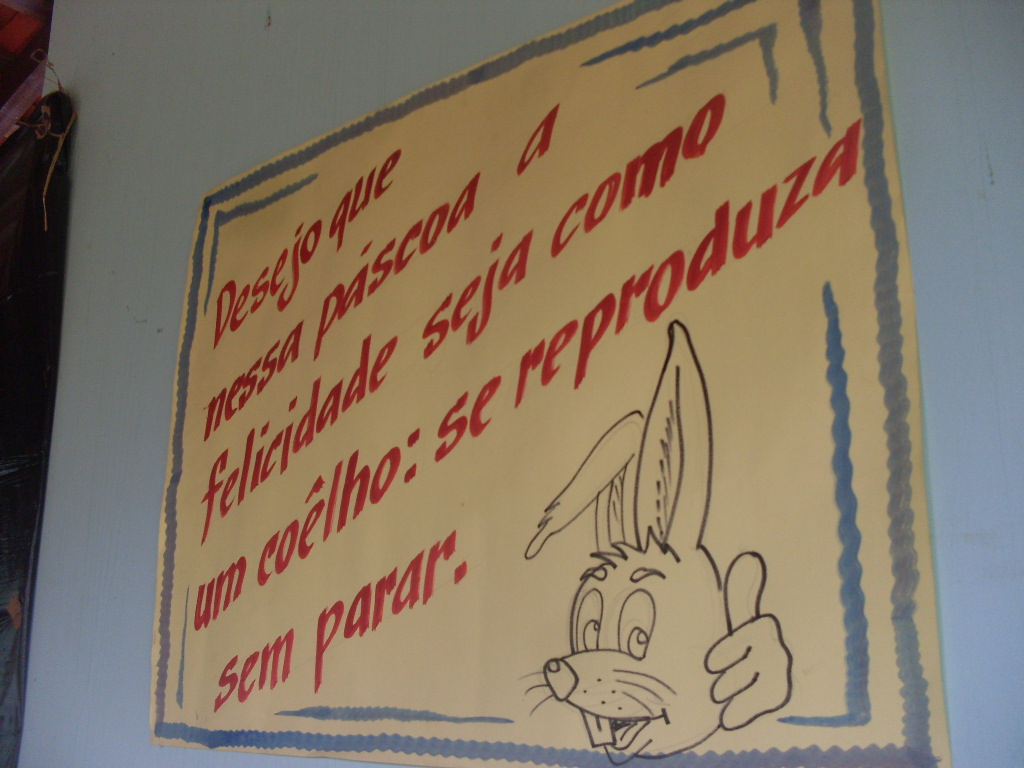 Desejo que
nessa páscoa a
felicidade seja como
um coêlho: se reproduza
sem parar.